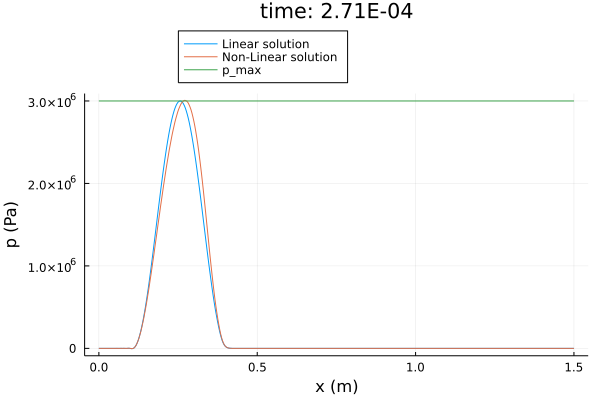 time: 2.71E-04
Linear solution
Non-Linear solution
p_max
3.0×10⁶
2.0×10⁶
1.0×10⁶
0
p (Pa)
0.0 0.5 1.0 1.5
x (m)